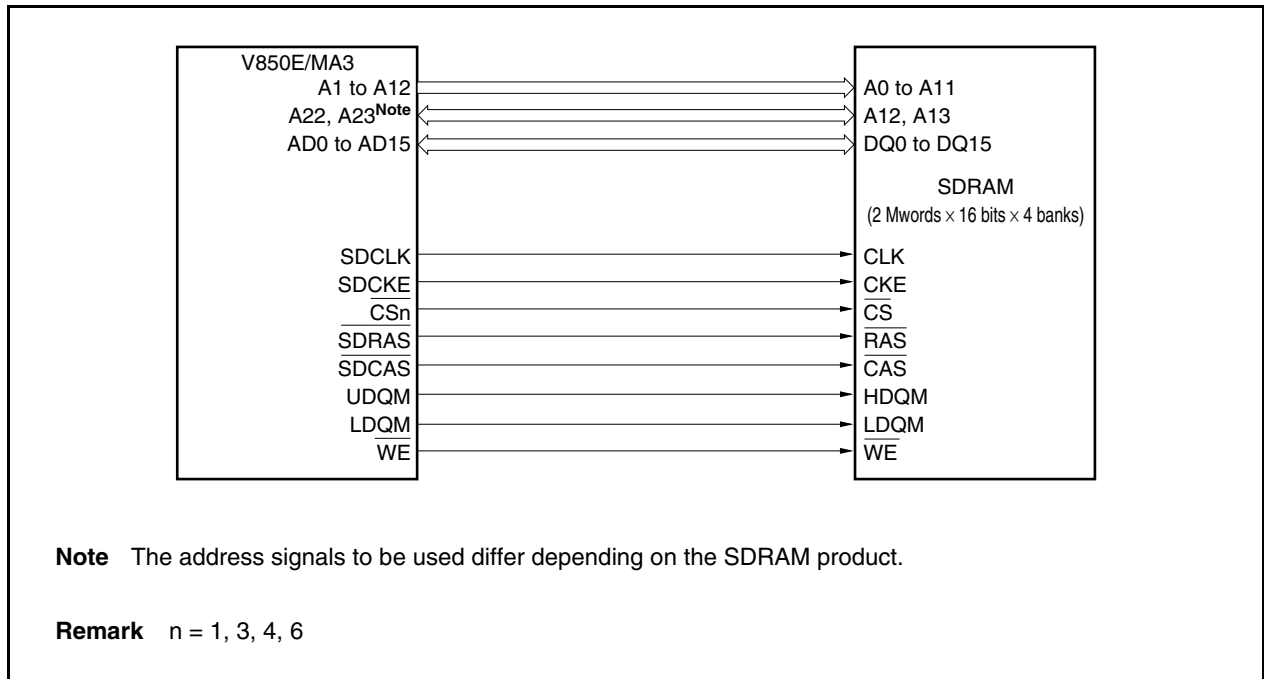 V850E/MA3
A1 to A12 A0 to A11
A22, A23Note A12, A13
AD0 to AD15 DQ0 to DQ15
SDRAM
(2 Mwords × 16 bits × 4 banks)
SDCLK CLK
SDCKE CKE
CSn CS
SDRAS RAS
SDCAS CAS
UDQM HDQM
LDQM LDQM
WE WE
Note The address signals to be used differ depending on the SDRAM product.
Remark n = 1, 3, 4, 6